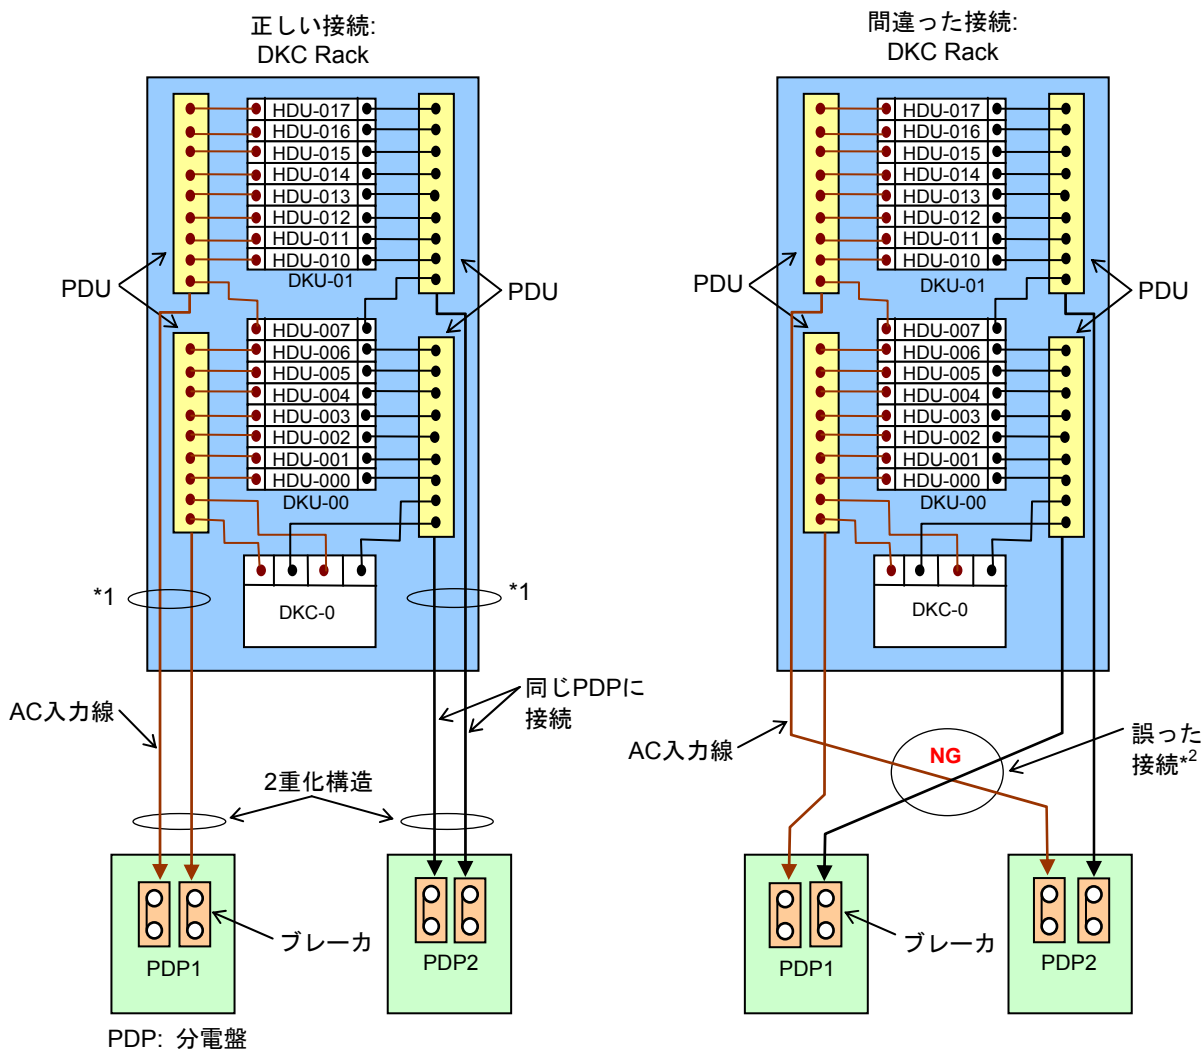 正しい接続:
DKC Rack
HDU-017
HDU-016
HDU-015
HDU-014
HDU-013
HDU-012
HDU-011
HDU-010
DKU-01
PDU
PDU
HDU-007
HDU-006
HDU-005
HDU-004
HDU-003
HDU-002
HDU-001
HDU-000
DKU-00
*1
*1
DKC-0
AC入力線
同じPDPに
接続
2重化構造
ブレーカ
PDP1
PDP2
PDP: 分電盤
間違った接続:
DKC Rack
HDU-017
HDU-016
HDU-015
HDU-014
HDU-013
HDU-012
HDU-011
HDU-010
DKU-01
PDU
PDU
HDU-007
HDU-006
HDU-005
HDU-004
HDU-003
HDU-002
HDU-001
HDU-000
DKU-00
DKC-0
AC入力線
NG
誤った
接続*2
ブレーカ
PDP1
PDP2